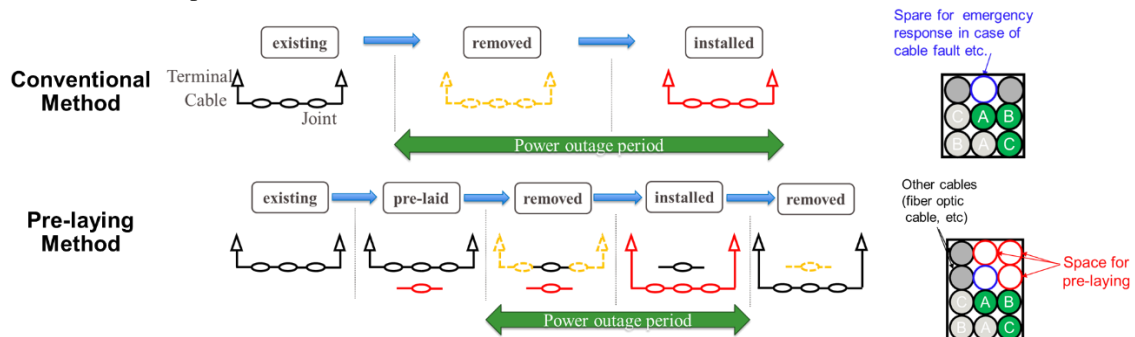 Spare for emergency
response in case of
cable fault etc.
existing
removed
installed
Conventional
Method
Terminal
Cable
Joint
C A B
B A C
Power outage period
Other cables
(fiber optic
cable, etc)
existing
pre-laid
removed
installed
removed
Pre-laying
Method
Space for
pre-laying
C A B
B A C
Power outage period